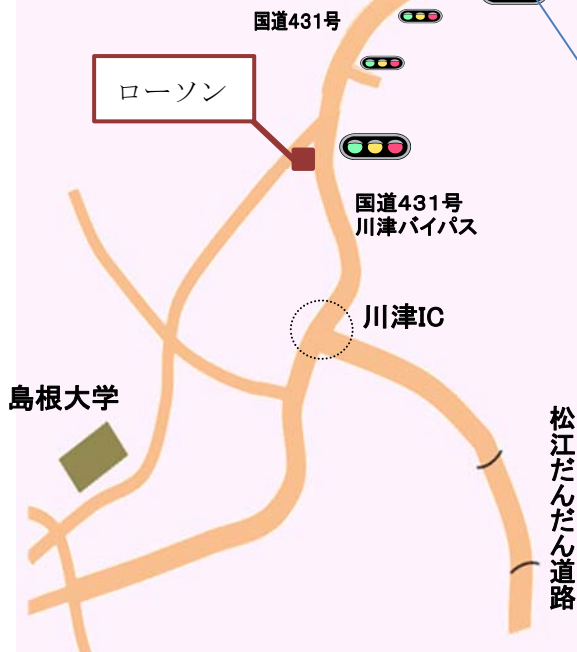 国道431号
ローソン
国道431号
川津バイパス
川津IC
島根大学
松江だんだん道路